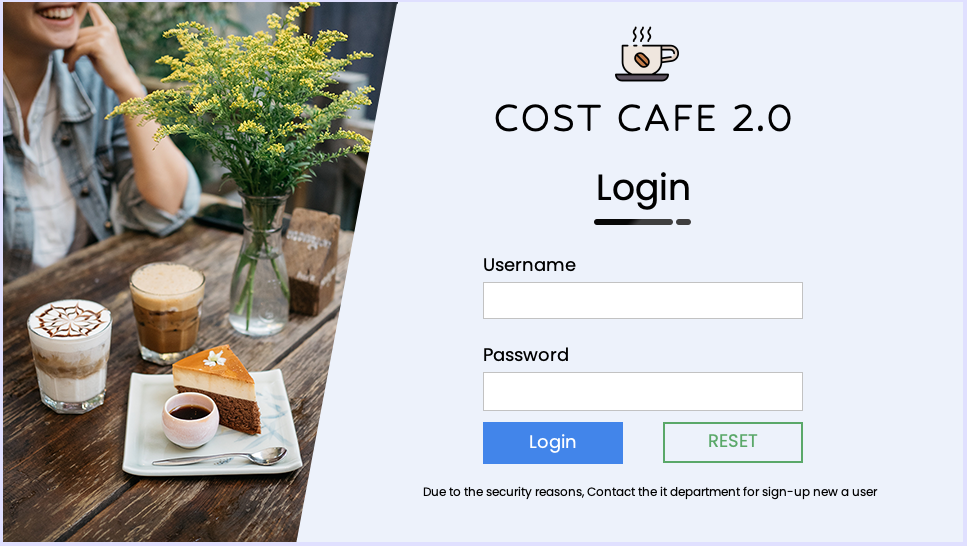 COST CAFE 2.0
Login
Username
Password
Login
RESET
Due to the security reasons, Contact the it department for sign-up new a user